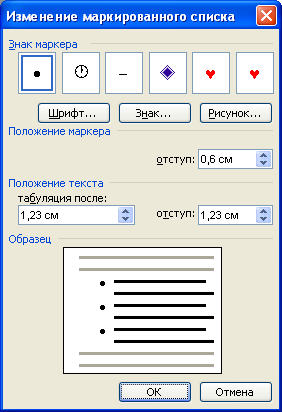 Изменение маркированного списка
Знак маркера
Шрифт... Знак... Рисунок...
Положение маркера
отступ: 0,6 см
Положение текста
табуляция после:
1,23 см отступ: 1,23 см
Образец
ОК Отмена